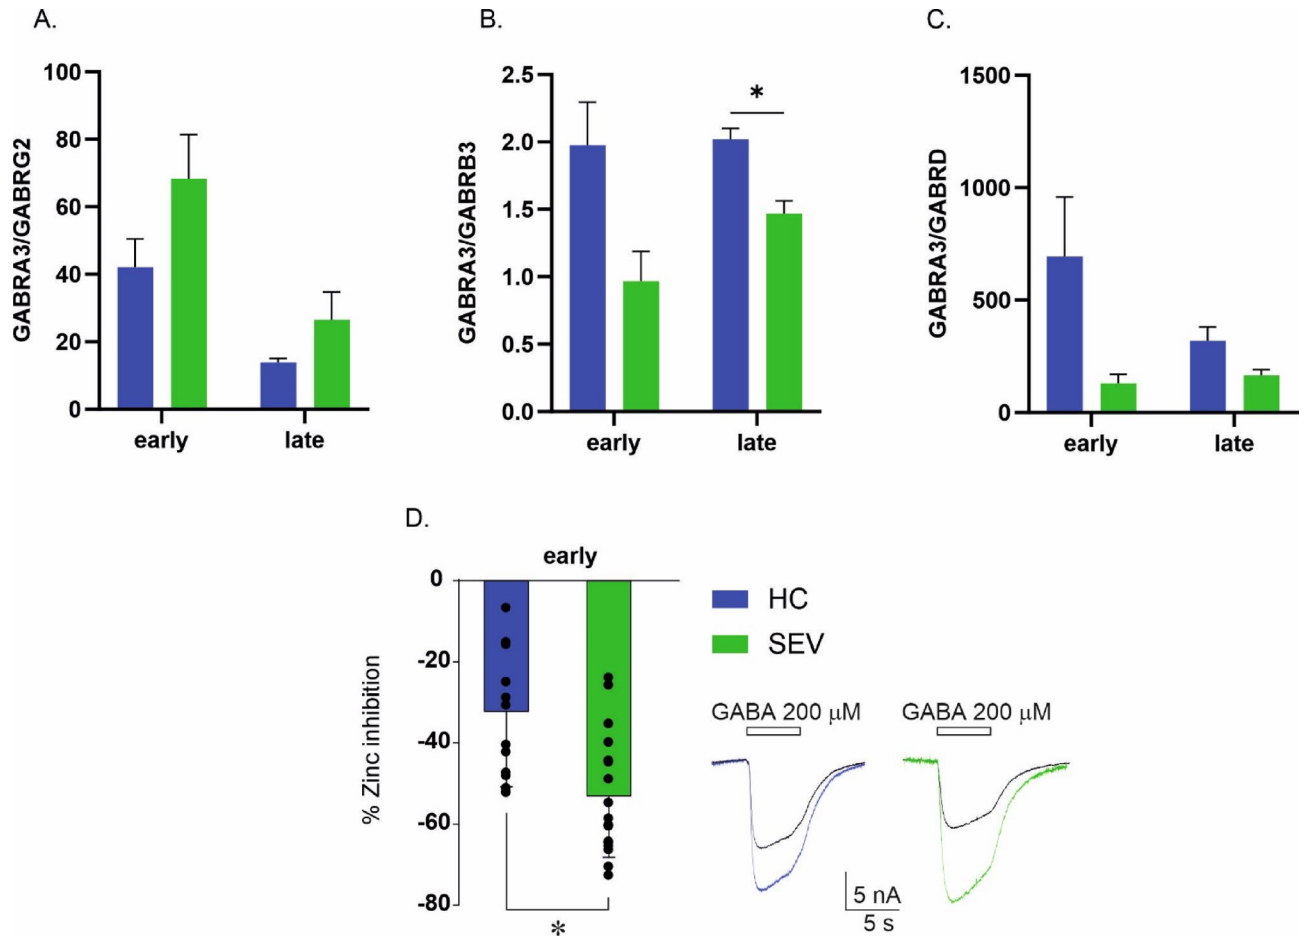 A.
GABRA3/GABRG2
100
80
60
40
20
0
early
late
B.
GABRA3/GABRB3
2.5
2.0
1.5
1.0
0.5
0.0
*
early
late
C.
GABRA3/GABRD
1500
1000
500
0
early
late
D.
early
% Zinc inhibition
0
-20
-40
-60
-80
*
HC
SEV
GABA 200 μM
GABA 200 μM
5 nA
5 s